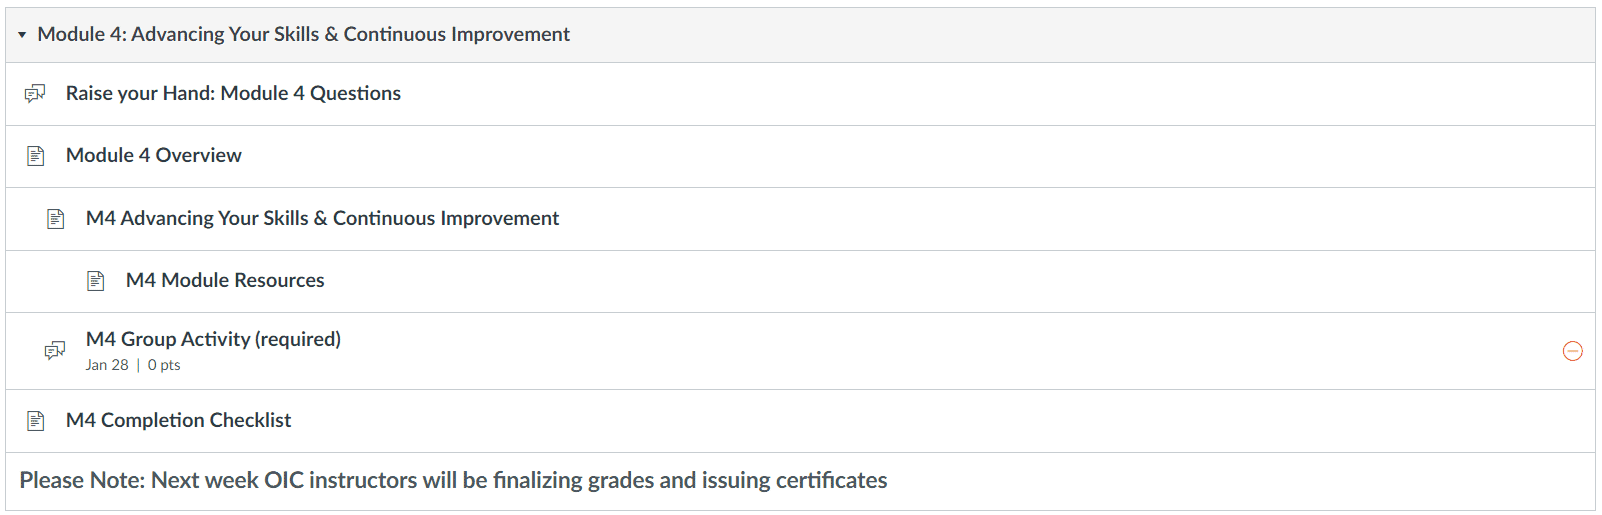 Module 4: Advancing Your Skills & Continuous Improvement
Raise your Hand: Module 4 Questions
Module 4 Overview
M4 Advancing Your Skills & Continuous Improvement
M4 Module Resources
M4 Group Activity (required)
Jan 28 | 0 pts
M4 Completion Checklist
Please Note: Next week OIC instructors will be finalizing grades and issuing certificates